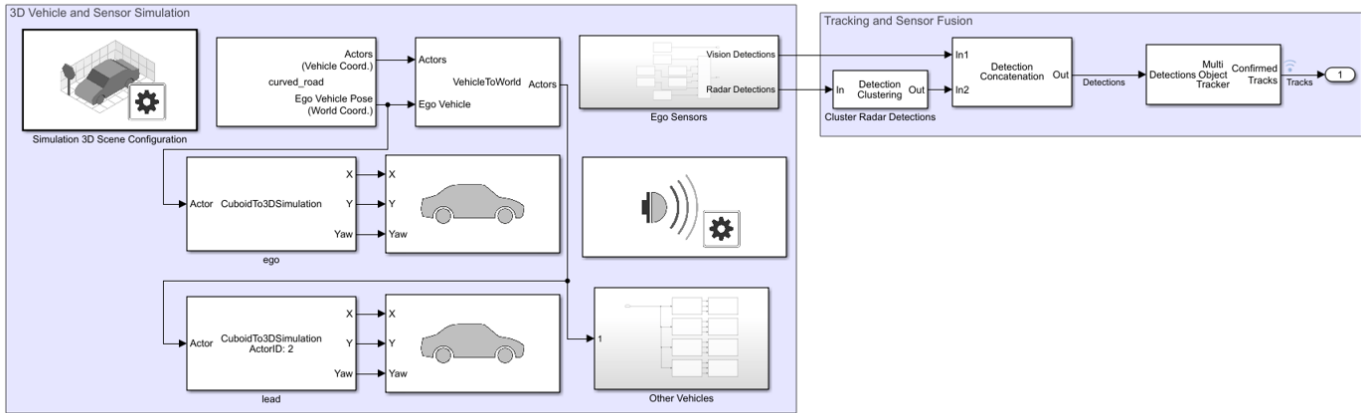 3D Vehicle and Sensor Simulation
Simulation 3D Scene Configuration
Actors
(Vehicle Coord.)
curved_road
Ego Vehicle Pose
(World Coord.)
Actors
VehicleToWorld
Actors
Ego Vehicle
Vision Detections
Radar Detections
Ego Sensors
Actor
CuboidTo3DSimulation
X
Y
Yaw
ego
X
Y
Yaw
Actor
CuboidTo3DSimulation
ActorID: 2
X
Y
Yaw
lead
X
Y
Yaw
1
Other Vehicles
Tracking and Sensor Fusion
In
Detection
Clustering
Out
Cluster Radar Detections
In1
In2
Detection
Concatenation
Out
Detections
Detections
Multi
Object
Tracker
Confirmed
Tracks
Tracks
1